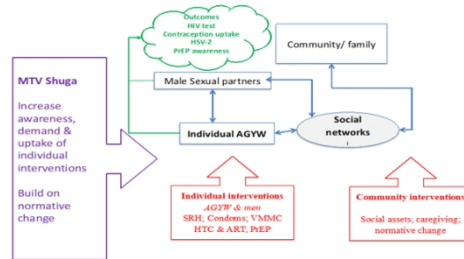 Outcomes
HIV test
Contraception uptake
HSV-2
PrEP awareness
Community/ family
MTV Shuga
Increase
awareness,
demand &
uptake of
individual
interventions
Build on
normative
change
Male Sexual partners
Individual AGYW
Social
networks
Individual interventions
AGYW & men
SRH; Condoms; VMMC
HTC & ART; PrEP
Community interventions
Social assets; caregiving;
normative change